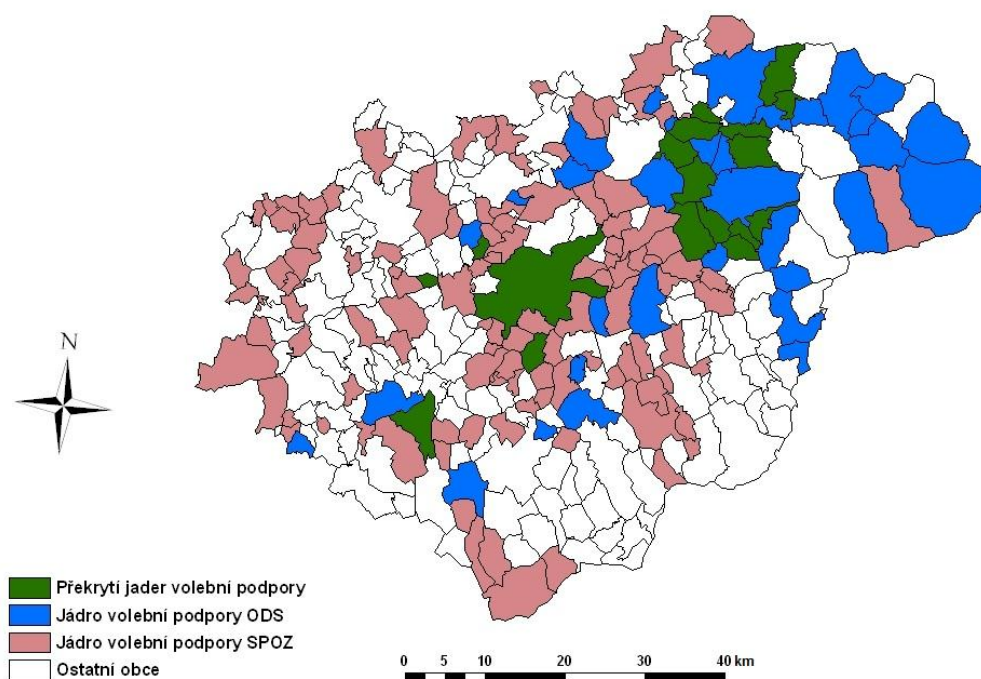 N
Překrytí jader volební podpory
Jádro volební podpory ODS
Jádro volební podpory SPOZ
Ostatní obce
0 5 10 20 30 40 km